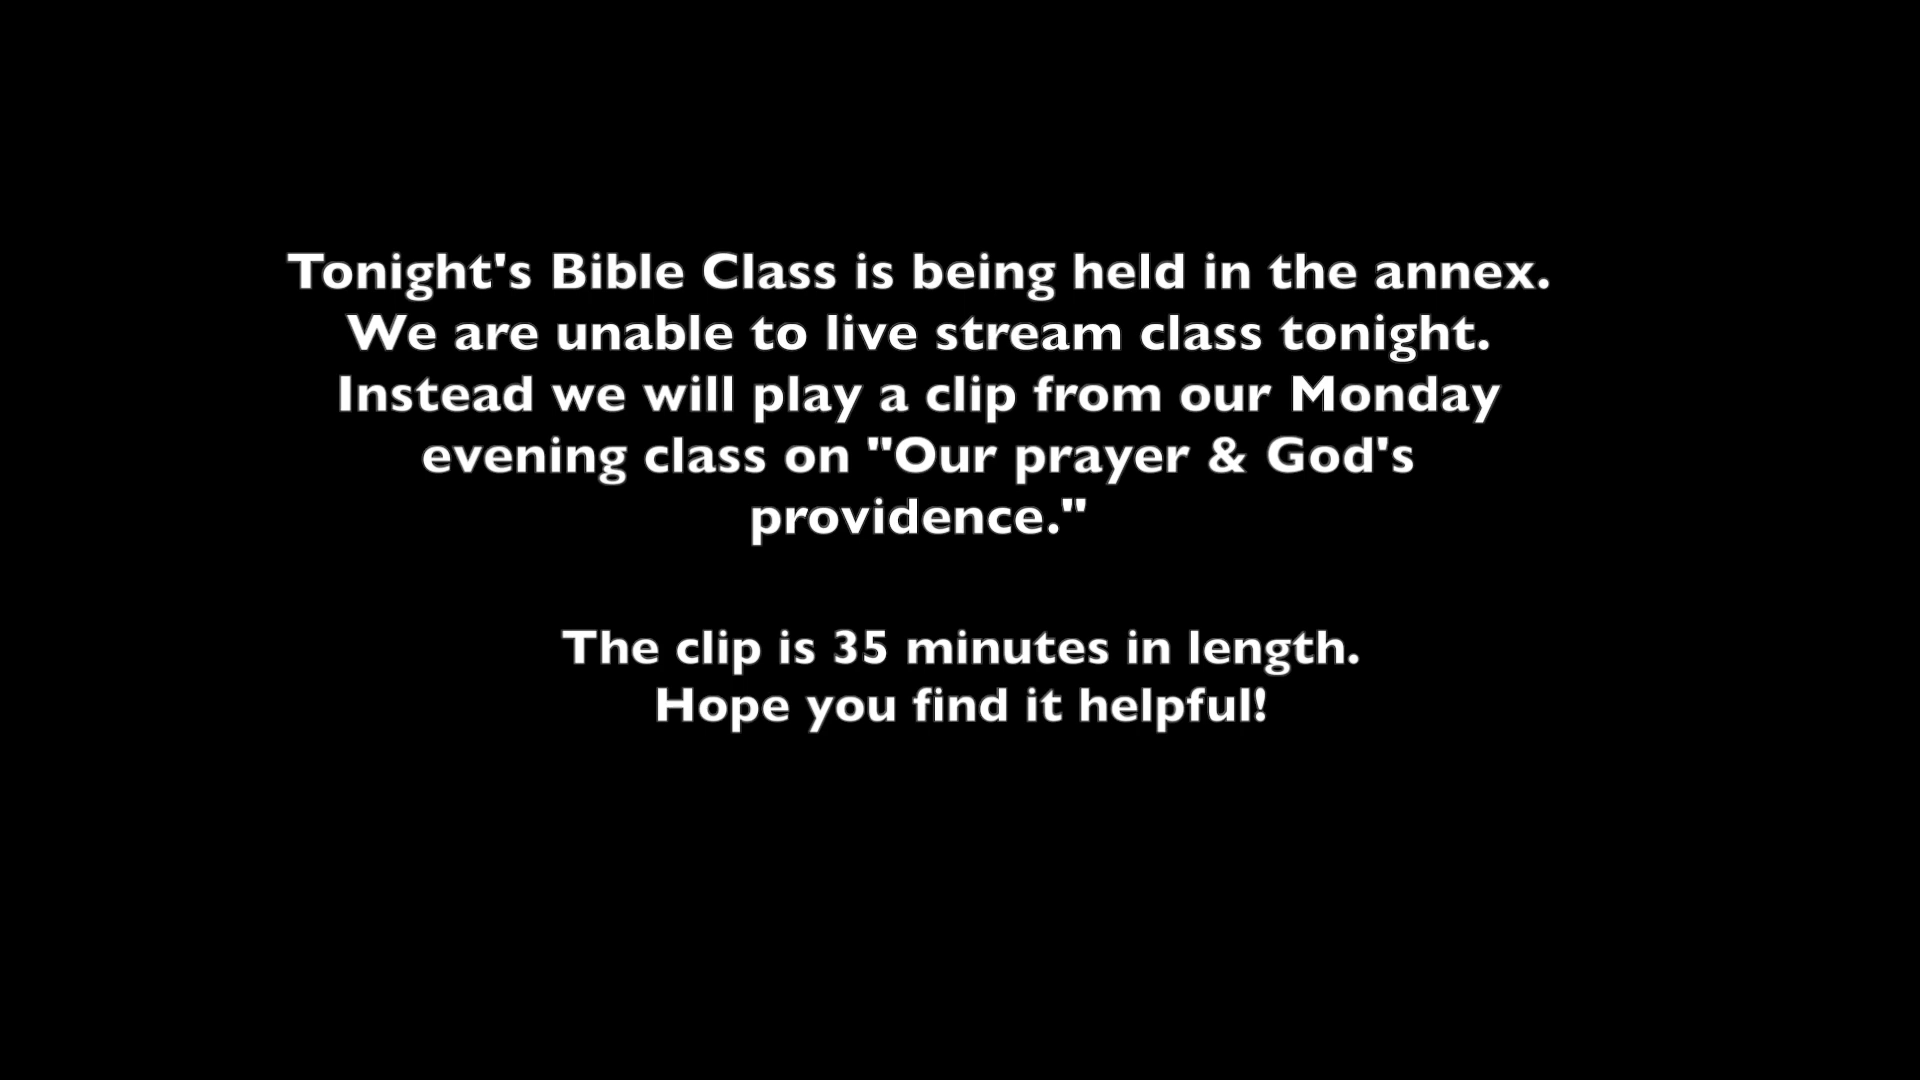 Tonight's Bible Class is being held in the annex.
We are unable to live stream class tonight.
Instead we will play a clip from our Monday
evening class on "Our prayer & God's
providence."
The clip is 35 minutes in length.
Hope you find it helpful!